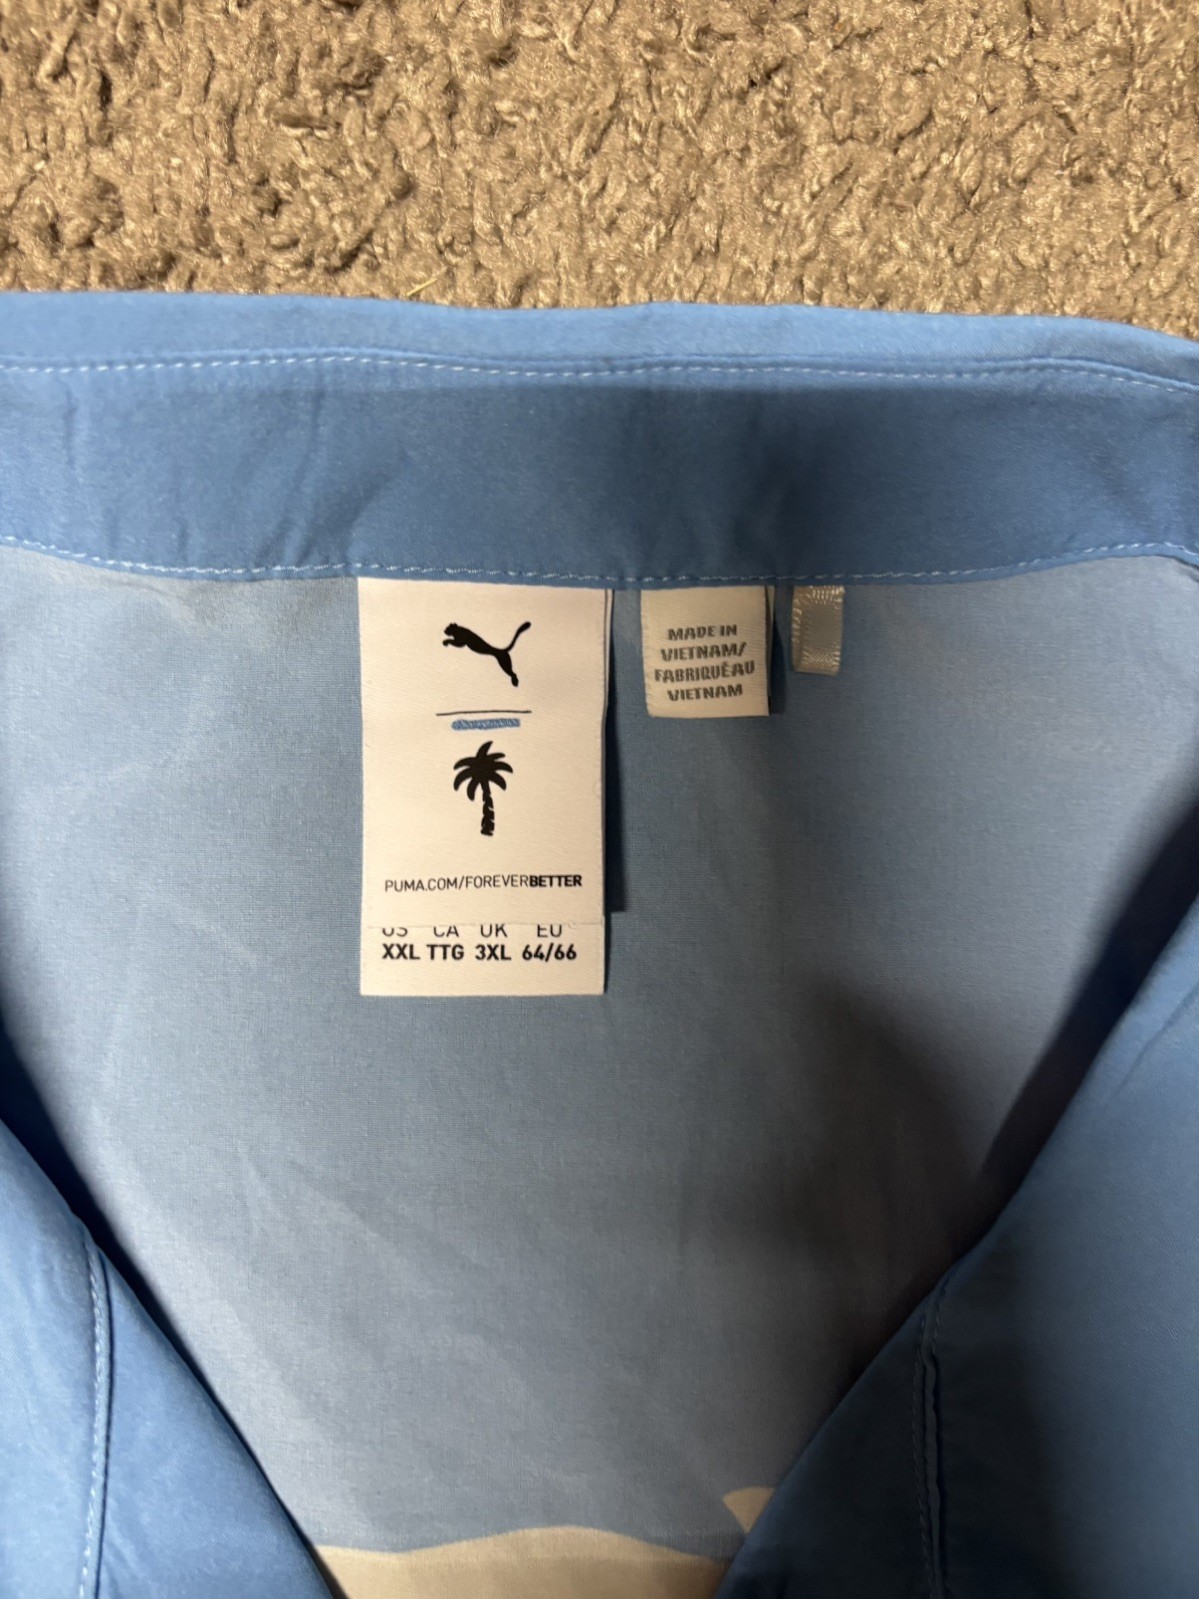 PUMA.COM/FOREVERBETTER
US CA UK EU
XXL TTG 3XL 64/66
MADE IN
VIETNAM/
FABRIQUÉ AU
VIETNAM